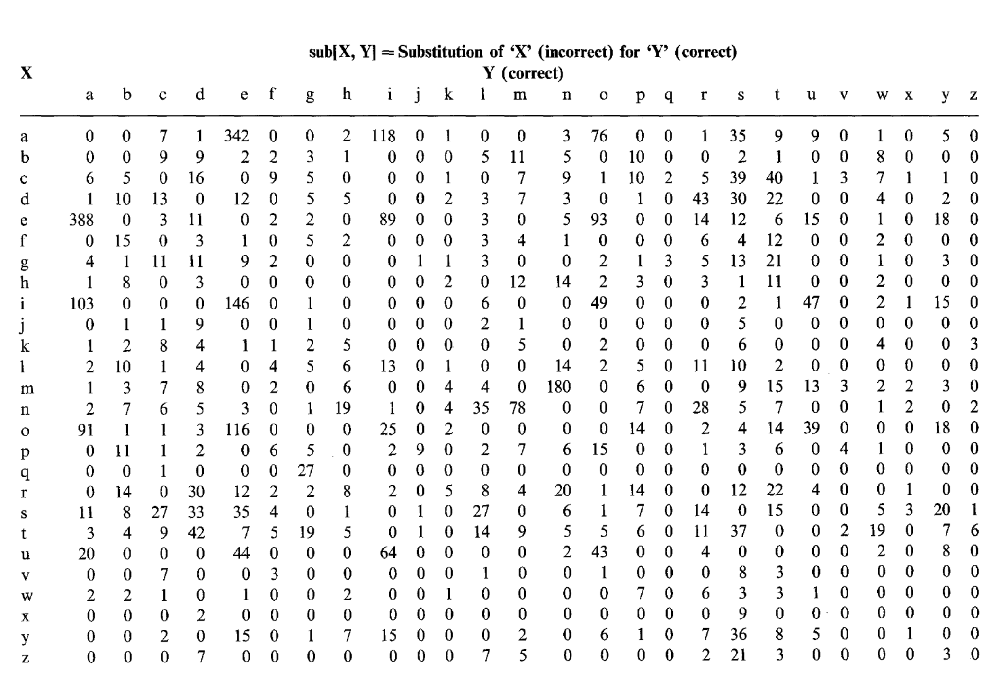 sub[X, Y] = Substitution of ‘X’ (incorrect) for ‘Y’ (correct)
X Y (correct)
a b c d e f g h i j k l m n o p q r s t u v w x y z
a 0 0 7 1 342 0 0 2 118 0 1 0 0 3 76 0 0 1 35 9 9 0 1 0 5 0
b 0 0 9 9 2 2 3 1 0 0 0 5 11 5 0 10 0 0 2 1 0 0 8 0 0 0
c 6 5 0 16 0 9 5 0 0 0 1 0 7 9 1 10 2 5 39 40 1 3 7 1 1 0
d 1 10 13 0 12 0 5 5 0 0 2 3 7 3 0 1 0 43 30 22 0 0 4 0 2 0
e 388 0 3 11 0 2 2 0 89 0 0 3 0 5 93 0 0 14 12 6 15 0 1 0 18 0
f 0 15 0 3 1 0 5 2 0 0 0 3 4 1 0 0 0 6 4 12 0 0 2 0 0 0
g 4 1 11 11 9 2 0 0 0 1 1 3 0 0 2 1 3 5 13 21 0 0 1 0 3 0
h 1 8 0 3 0 0 0 0 0 0 2 0 12 14 2 3 0 3 1 11 0 0 2 0 0 0
i 103 0 0 0 146 0 1 0 0 0 0 6 0 0 49 0 0 0 2 1 47 0 2 1 15 0
j 0 1 1 9 0 0 1 0 0 0 0 2 1 0 0 0 0 0 5 0 0 0 0 0 0 0
k 1 2 8 4 1 1 2 5 0 0 0 0 5 0 2 0 0 0 6 0 0 0 4 0 0 3
l 2 10 1 4 0 4 5 6 13 0 1 0 0 14 2 5 0 11 10 2 0 0 0 0 0 0
m 1 3 7 8 0 2 0 6 0 0 4 4 0 180 0 6 0 0 9 15 13 3 2 2 3 0
n 2 7 6 5 3 0 1 19 1 0 4 35 78 0 0 7 0 28 5 7 0 0 1 2 0 2
o 91 1 1 3 116 0 0 0 25 0 2 0 0 0 0 14 0 2 4 14 39 0 0 0 18 0
p 0 11 1 2 0 6 5 0 2 9 0 2 7 6 15 0 0 1 3 6 0 4 1 0 0 0
q 0 0 1 0 0 0 27 0 0 0 0 0 0 0 0 0 0 0 0 0 0 0 0 0 0 0
r 0 14 0 30 12 2 2 8 2 0 5 8 4 20 1 14 0 0 12 22 4 0 0 1 0 0
s 11 8 27 33 35 4 0 1 0 1 0 27 0 6 1 7 0 14 0 15 0 0 5 3 20 1
t 3 4 9 42 7 5 19 5 0 1 0 14 9 5 5 6 0 11 37 0 0 2 19 0 7 6
u 20 0 0 0 44 0 0 0 64 0 0 0 0 2 43 0 0 4 0 0 0 0 2 0 8 0
v 0 0 7 0 0 3 0 0 0 0 0 1 0 0 1 0 0 0 8 3 0 0 0 0 0 0
w 2 2 1 0 1 0 0 2 0 0 1 0 0 0 0 7 0 6 3 3 1 0 0 0 0 0
x 0 0 0 2 0 0 0 0 0 0 0 0 0 0 0 0 0 0 9 0 0 0 0 0 0 0
y 0 0 2 0 15 0 1 7 15 0 0 0 2 0 6 1 0 7 36 8 5 0 0 1 0 0
z 0 0 0 7 0 0 0 0 0 0 0 7 5 0 0 0 0 2 21 3 0 0 0 0 3 0